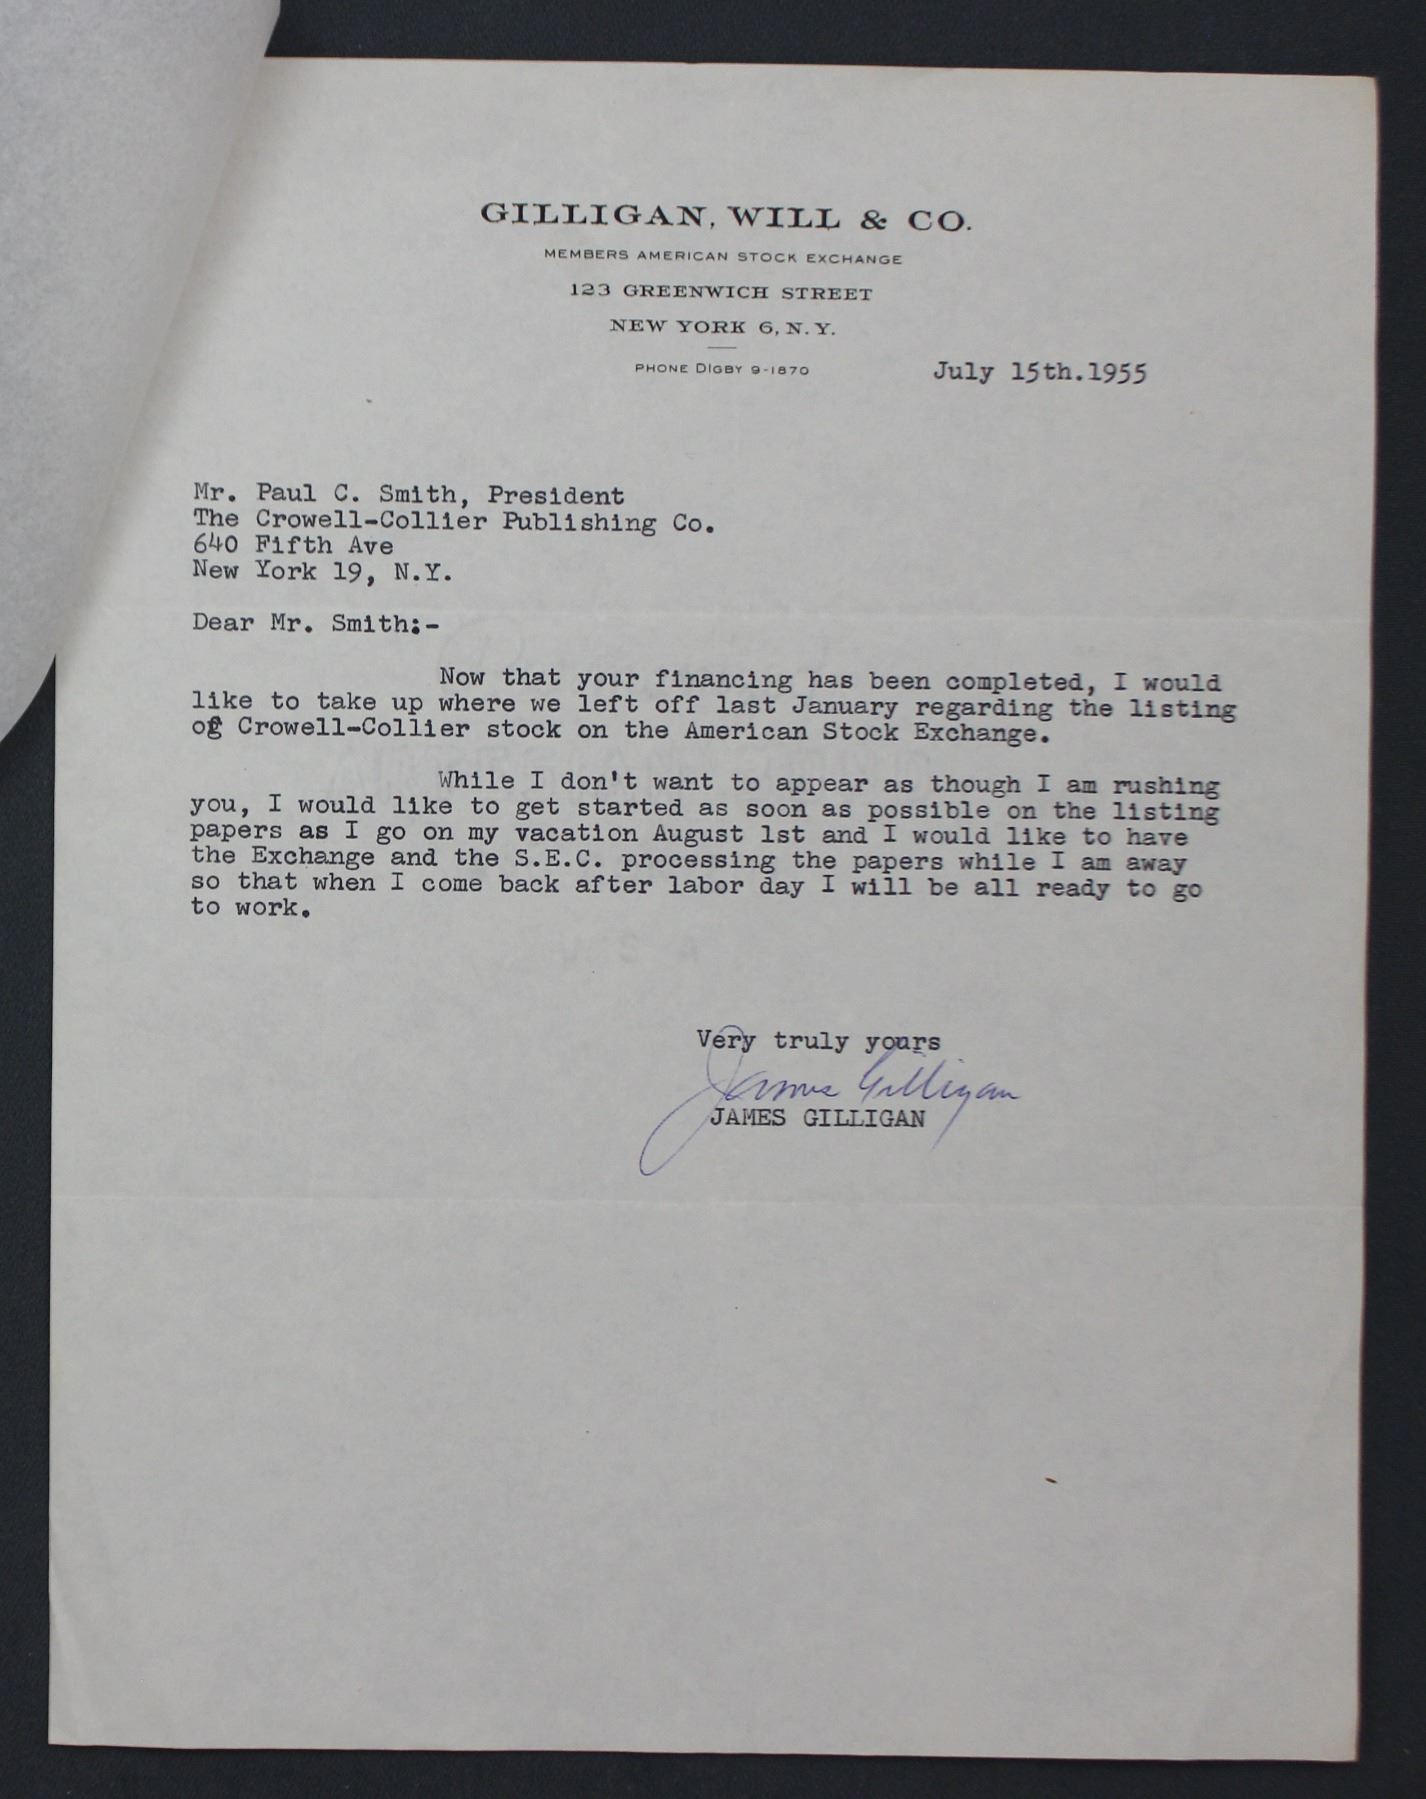 GILLIGAN, WILL & CO.
MEMBERS AMERICAN STOCK EXCHANGE
123 GREENWICH STREET
NEW YORK 6, N.Y.
PHONE DIGBY 9-1870
July 15th.1955
Mr. Paul C. Smith, President
The Crowell-Collier Publishing Co.
640 Fifth Ave
New York 19, N.Y.
Dear Mr. Smith:-
Now that your financing has been completed, I would
like to take up where we left off last January regarding the listing
of Crowell-Collier stock on the American Stock Exchange.
While I don't want to appear as though I am rushing
you, I would like to get started as soon as possible on the listing
papers as I go on my vacation August 1st and I would like to have
the Exchange and the S.E.C. processing the papers while I am away
so that when I come back after labor day I will be all ready to go
to work.
Very truly yours
James Gilligan
JAMES GILLIGAN